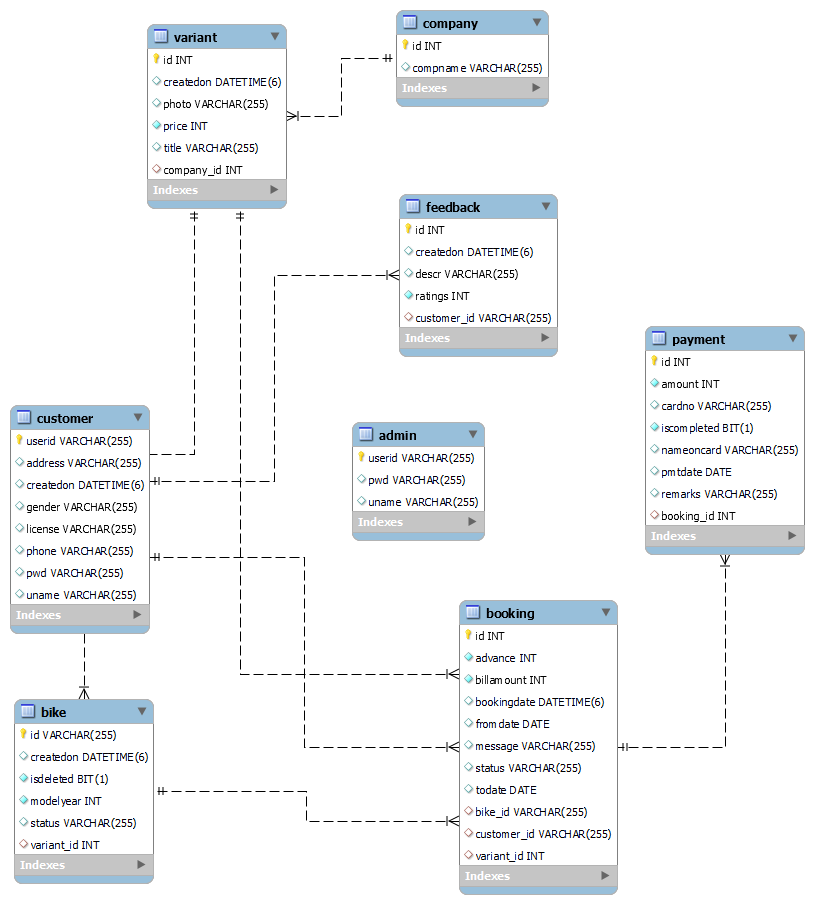 variant
id INT
createdon DATETIME(6)
photo VARCHAR(255)
price INT
title VARCHAR(255)
company_id INT
Indexes
company
id INT
compname VARCHAR(255)
Indexes
feedback
id INT
createdon DATETIME(6)
descr VARCHAR(255)
ratings INT
customer_id VARCHAR(255)
Indexes
payment
id INT
amount INT
cardno VARCHAR(255)
iscompleted BIT(1)
nameoncard VARCHAR(255)
pmtdate DATE
remarks VARCHAR(255)
booking_id INT
Indexes
customer
userid VARCHAR(255)
address VARCHAR(255)
createdon DATETIME(6)
gender VARCHAR(255)
license VARCHAR(255)
phone VARCHAR(255)
pwd VARCHAR(255)
uname VARCHAR(255)
Indexes
admin
userid VARCHAR(255)
pwd VARCHAR(255)
uname VARCHAR(255)
Indexes
booking
id INT
advance INT
billamount INT
bookingdate DATETIME(6)
fromdate DATE
message VARCHAR(255)
status VARCHAR(255)
todate DATE
bike_id VARCHAR(255)
customer_id VARCHAR(255)
variant_id INT
Indexes
bike
id VARCHAR(255)
createdon DATETIME(6)
isdeleted BIT(1)
modelyear INT
status VARCHAR(255)
variant_id INT
Indexes